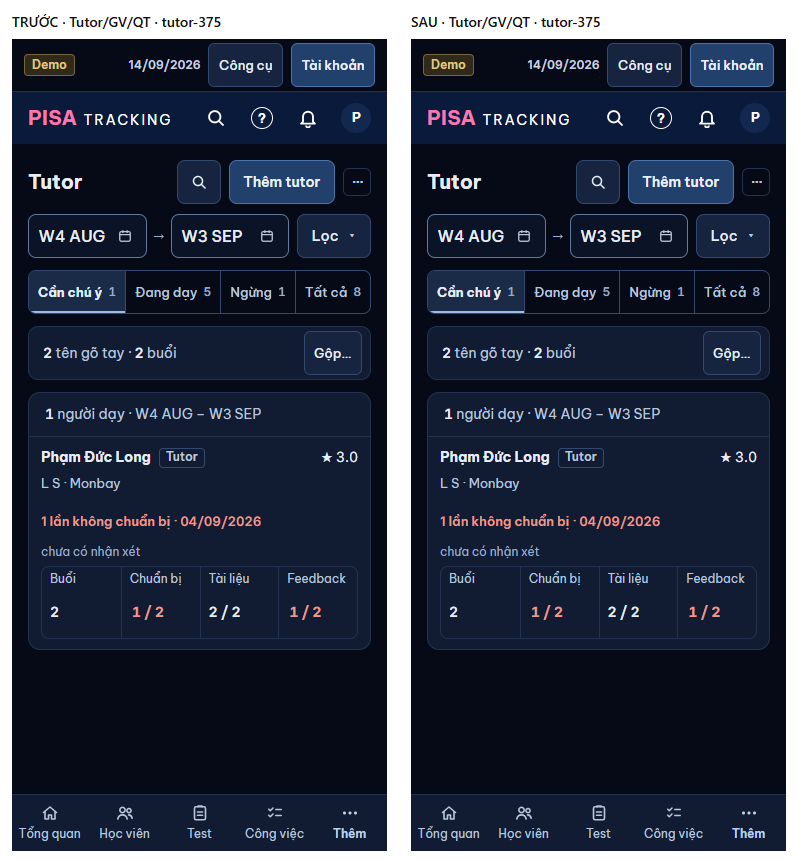 TRƯỚC · Tutor/GV/QT · tutor-375
Demo 14/09/2026 Công cụ Tài khoản
PISA TRACKING ? P
Tutor Thêm tutor ...
W4 AUG → W3 SEP Lọc
Cần chú ý 1 Đang dạy 5 Ngừng 1 Tất cả 8
2 tên gõ tay · 2 buổi Gộp...
1 người dạy · W4 AUG – W3 SEP
Phạm Đức Long Tutor ★ 3.0
L S · Monbay
1 lần không chuẩn bị · 04/09/2026
chưa có nhận xét
Buổi Chuẩn bị Tài liệu Feedback
2 1 / 2 2 / 2 1 / 2
Tổng quan Học viên Test Công việc Thêm
SAU · Tutor/GV/QT · tutor-375
Demo 14/09/2026 Công cụ Tài khoản
PISA TRACKING ? P
Tutor Thêm tutor ...
W4 AUG → W3 SEP Lọc
Cần chú ý 1 Đang dạy 5 Ngừng 1 Tất cả 8
2 tên gõ tay · 2 buổi Gộp...
1 người dạy · W4 AUG – W3 SEP
Phạm Đức Long Tutor ★ 3.0
L S · Monbay
1 lần không chuẩn bị · 04/09/2026
chưa có nhận xét
Buổi Chuẩn bị Tài liệu Feedback
2 1 / 2 2 / 2 1 / 2
Tổng quan Học viên Test Công việc Thêm